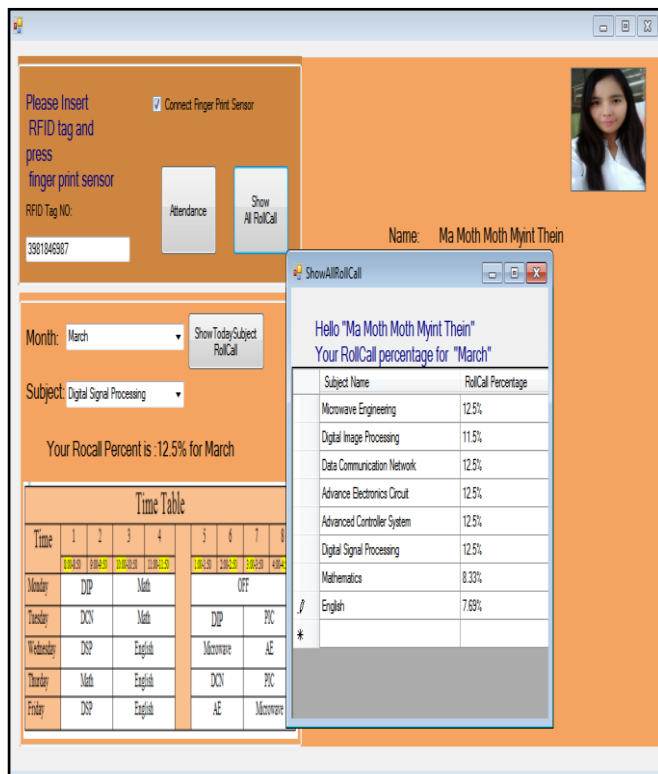 Please Insert
RFID tag and
press
finger print sensor
Connect Finger Print Sensor
RFID Tag NO:
3981846987
Attendance
Show
All RollCall
Name: Ma Moth Moth Myint Thein
Month: March
Show Today Subject
RollCall
Subject: Digital Signal Processing
Your Rocall Percent is :12.5% for March
Time Table
Time 1 2 3 4 5 6 7 8
Monday DIP Math OFF
Tuesday DCN Math DIP PIC
Wednesday DSP English Microwave AE
Thurday Math English DCN PIC
Friday DSP English AE Microwave
ShowAllRollCall
Hello "Ma Moth Moth Myint Thein"
Your RollCall percentage for "March"
Subject Name RollCall Percentage
Microwave Engineering 12.5%
Digital Image Processing 11.5%
Data Communication Network 12.5%
Advance Electronics Circuit 12.5%
Advanced Controller System 12.5%
Digital Signal Processing 12.5%
Mathematics 8.33%
English 7.69%